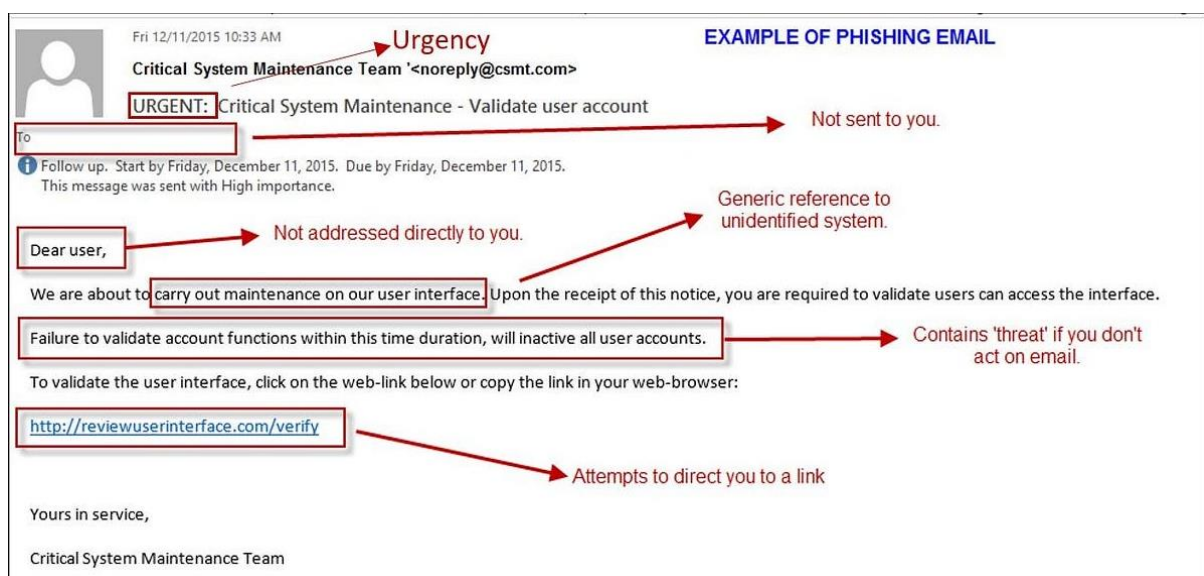 Fri 12/11/2015 10:33 AM
Urgency
EXAMPLE OF PHISHING EMAIL
Critical System Maintenance Team '<noreply@csmt.com>
URGENT: Critical System Maintenance - Validate user account
To
Not sent to you.
Follow up. Start by Friday, December 11, 2015. Due by Friday, December 11, 2015.
This message was sent with High importance.
Generic reference to
unidentified system.
Dear user,
Not addressed directly to you.
We are about to carry out maintenance on our user interface. Upon the receipt of this notice, you are required to validate users can access the interface.
Failure to validate account functions within this time duration, will inactive all user accounts.
Contains 'threat' if you don't
act on email.
To validate the user interface, click on the web-link below or copy the link in your web-browser:
http://reviewuserinterface.com/verify
Attempts to direct you to a link
Yours in service,
Critical System Maintenance Team